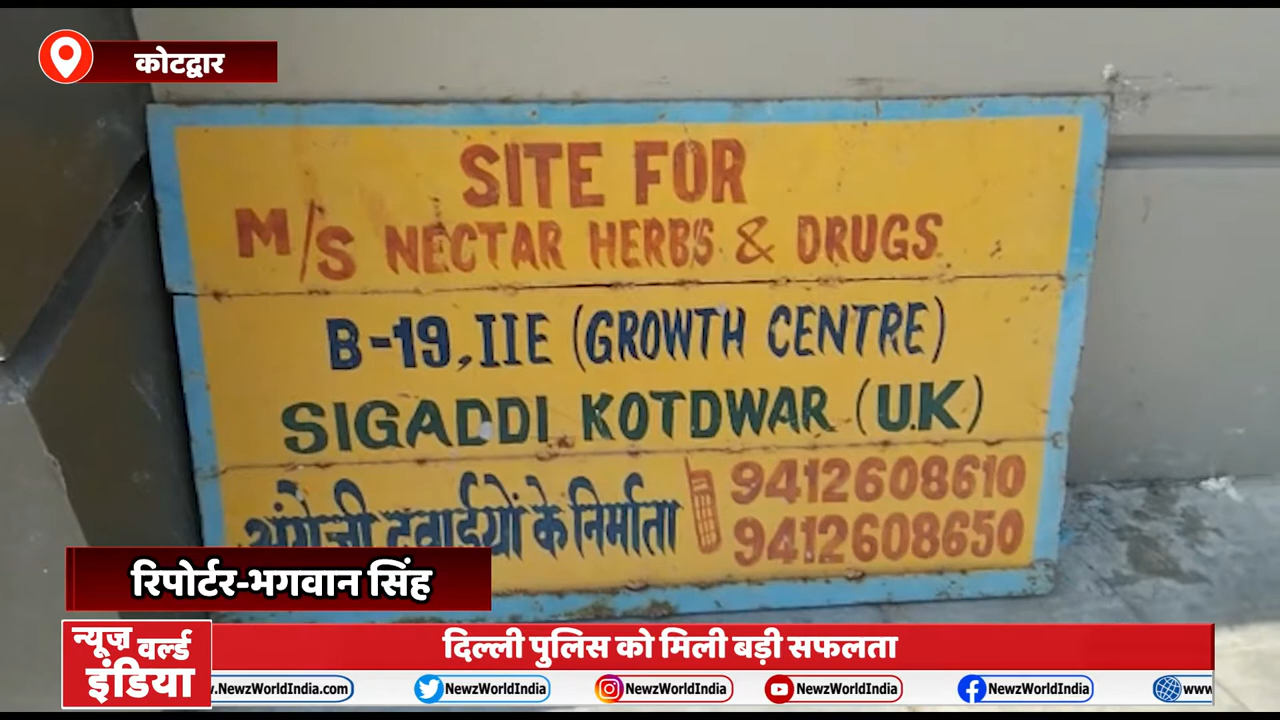 कोटद्वार
SITE FOR
M/S NECTAR HERBS & DRUGS
B-19, IIE (GROWTH CENTRE)
SIGADDI KOTDWAR (U.K)
अंग्रेजी दवाईयों के निर्माता
9412608610
9412608650
रिपोर्टर-भगवान सिंह
न्यूज़ वर्ल्ड इंडिया
दिल्ली पुलिस को मिली बड़ी सफलता
.NewzWorldIndia.com NewzWorldIndia NewzWorldIndia NewzWorldIndia NewzWorldIndia www